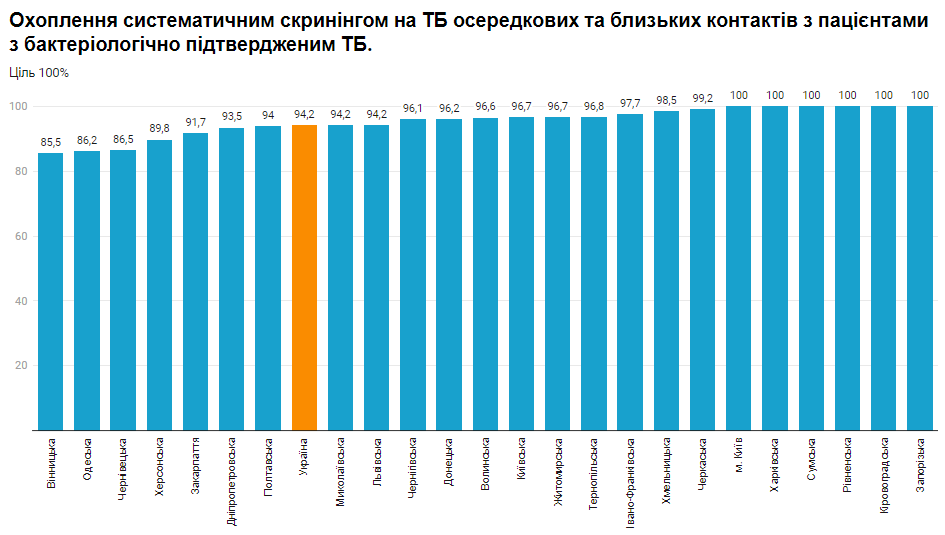 Охоплення систематичним скринінгом на ТБ осередкових та близьких контактів з пацієнтами
з бактеріологічно підтвердженим ТБ.
Ціль 100%
100
80
60
40
20
85,5
86,2
86,5
89,8
91,7
93,5
94
94,2
94,2
94,2
96,1
96,2
96,6
96,7
96,7
96,8
97,7
98,5
99,2
100
100
100
100
100
100
Вінницька
Одеська
Чернівецька
Херсонська
Закарпаття
Дніпропетровська
Полтавська
Україна
Миколаївська
Львівська
Чернігівська
Донецька
Волинська
Київська
Житомирська
Тернопільська
Івано-Франківська
Хмельницька
Черкаська
м. Київ
Харківська
Сумська
Рівненська
Кіровоградська
Запорізька